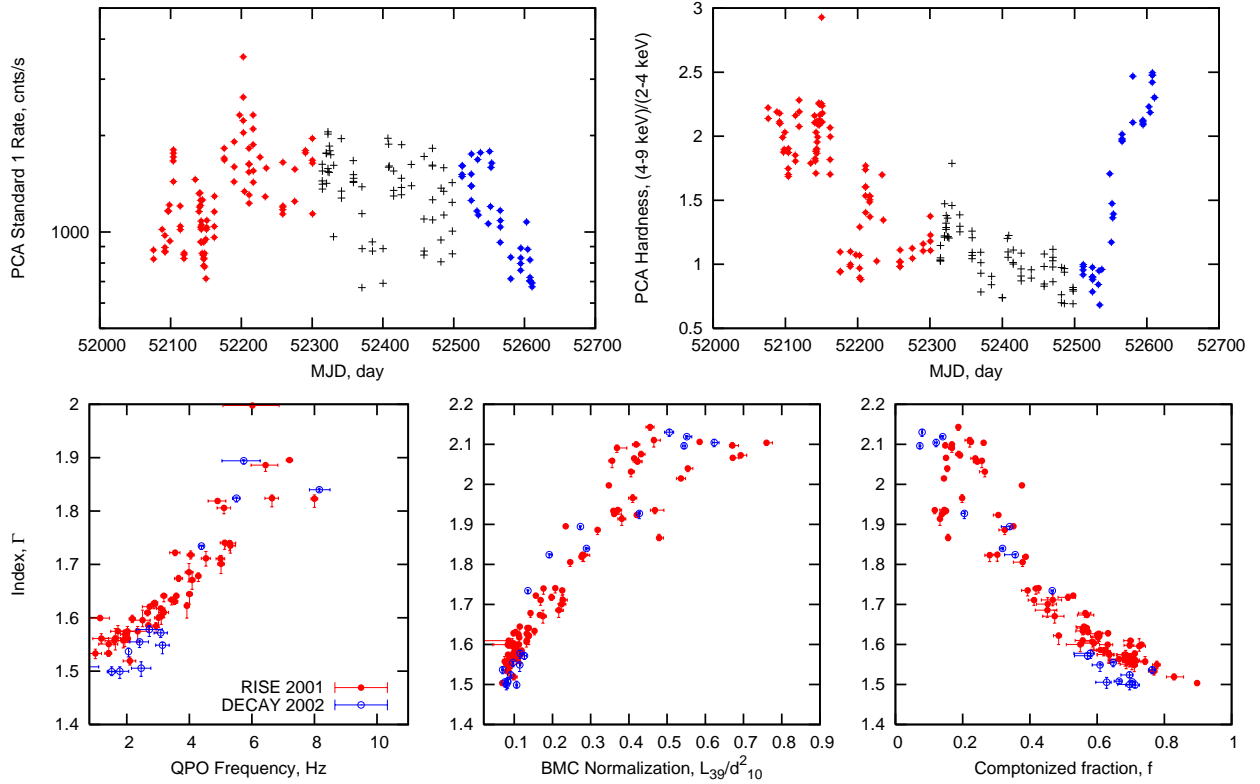 PCA Standard 1 Rate, cnts/s
1000
52000 52100 52200 52300 52400 52500 52600 52700
MJD, day
PCA Hardness, (4-9 keV)/(2-4 keV)
3
2.5
2
1.5
1
0.5
52000 52100 52200 52300 52400 52500 52600 52700
MJD, day
Index, Γ
2
1.9
1.8
1.7
1.6
1.5
1.4
RISE 2001
DECAY 2002
2 4 6 8 10
QPO Frequency, Hz
2.2
2.1
2
1.9
1.8
1.7
1.6
1.5
1.4
0.1 0.2 0.3 0.4 0.5 0.6 0.7 0.8 0.9
BMC Normalization, L39/d²10
2.2
2.1
2
1.9
1.8
1.7
1.6
1.5
1.4
0 0.2 0.4 0.6 0.8 1
Comptonized fraction, f